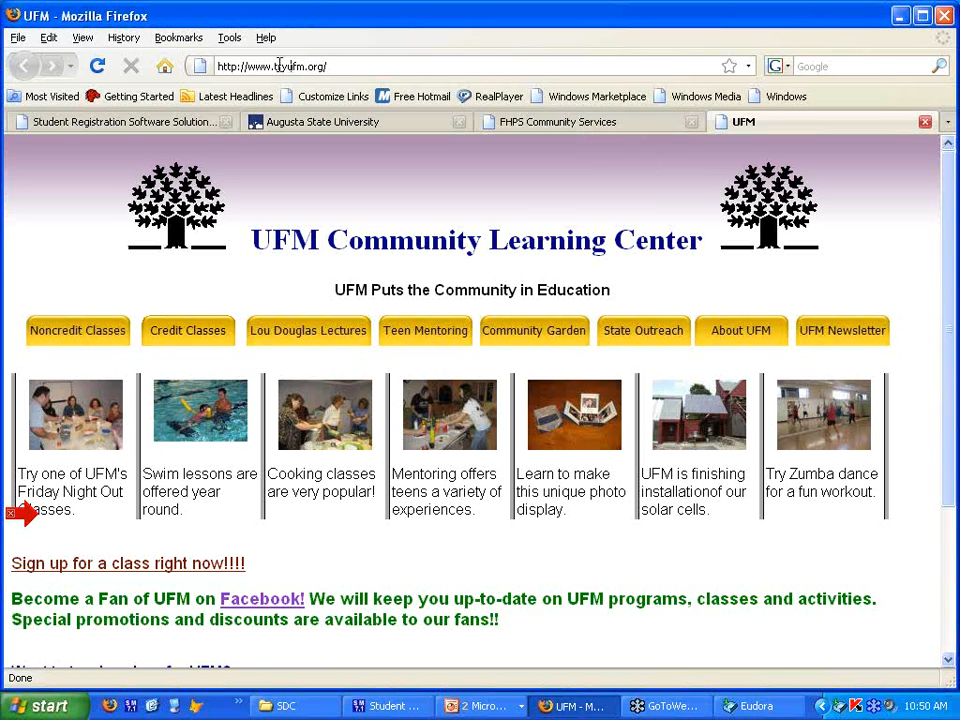 UFM - Mozilla Firefox
File Edit View History Bookmarks Tools Help
http://www.tryufm.org/
Google
Most Visited Getting Started Latest Headlines Customize Links Free Hotmail RealPlayer Windows Marketplace Windows Media Windows
Student Registration Software Solution... Augusta State University FHPS Community Services UFM
UFM Community Learning Center
UFM Puts the Community in Education
Noncredit Classes Credit Classes Lou Douglas Lectures Teen Mentoring Community Garden State Outreach About UFM UFM Newsletter
Try one of UFM's
Friday Night Out
classes.
Swim lessons are
offered year
round.
Cooking classes
are very popular!
Mentoring offers
teens a variety of
experiences.
Learn to make
this unique photo
display.
UFM is finishing
installationof our
solar cells.
Try Zumba dance
for a fun workout.
Sign up for a class right now!!!!
Become a Fan of UFM on Facebook! We will keep you up-to-date on UFM programs, classes and activities.
Special promotions and discounts are available to our fans!!
Done
start SDC Student ... 2 Micro... UFM - M... GoToWe... Eudora 10:50 AM